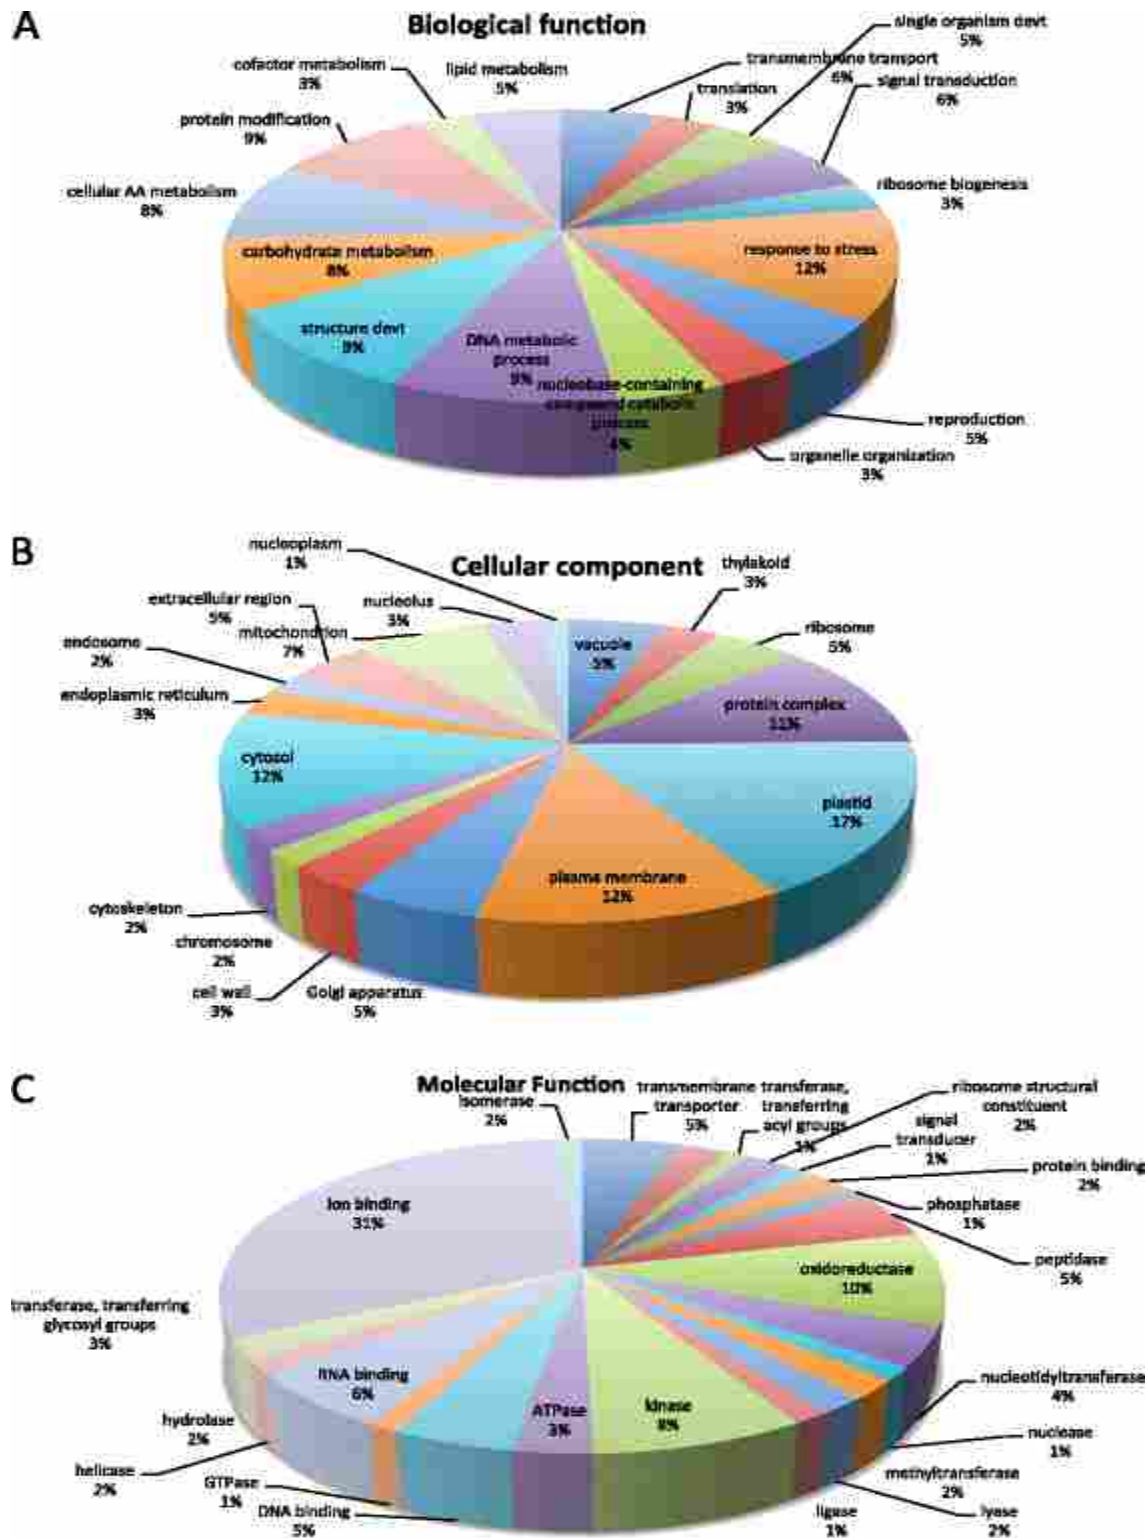 A
Biological function
single organism devt
5%
transmembrane transport
6%
signal transduction
6%
translation
3%
cofactor metabolism
3%
lipid metabolism
5%
protein modification
9%
cellular AA metabolism
8%
ribosome biogenesis
3%
response to stress
12%
carbohydrate metabolism
8%
structure devt
9%
DNA metabolic
process
9%
nucleobase-containing
compound catabolic
process
4%
reproduction
5%
organelle organization
3%
B
Cellular component
nucleoplasm
1%
thylakoid
3%
extracellular region
5%
nucleolus
3%
mitochondrion
7%
ribosome
5%
endosome
2%
vacuole
5%
endoplasmic reticulum
3%
protein complex
11%
cytosol
12%
plastid
17%
plasma membrane
12%
cytoskeleton
2%
chromosome
2%
cell wall
3%
Golgi apparatus
5%
C
Molecular Function
isomerase
2%
transmembrane
transporter
5%
transferase,
transferring
acyl groups
1%
ribosome structural
constituent
2%
signal
transducer
1%
protein binding
2%
phosphatase
1%
peptidase
5%
ion binding
31%
oxidoreductase
10%
transferase, transferring
glycosyl groups
3%
RNA binding
6%
ATPase
3%
kinase
8%
nucleotidyltransferase
4%
hydrolase
2%
nuclease
1%
helicase
2%
GTPase
1%
methyltransferase
2%
DNA binding
5%
ligase
1%
lyase
2%